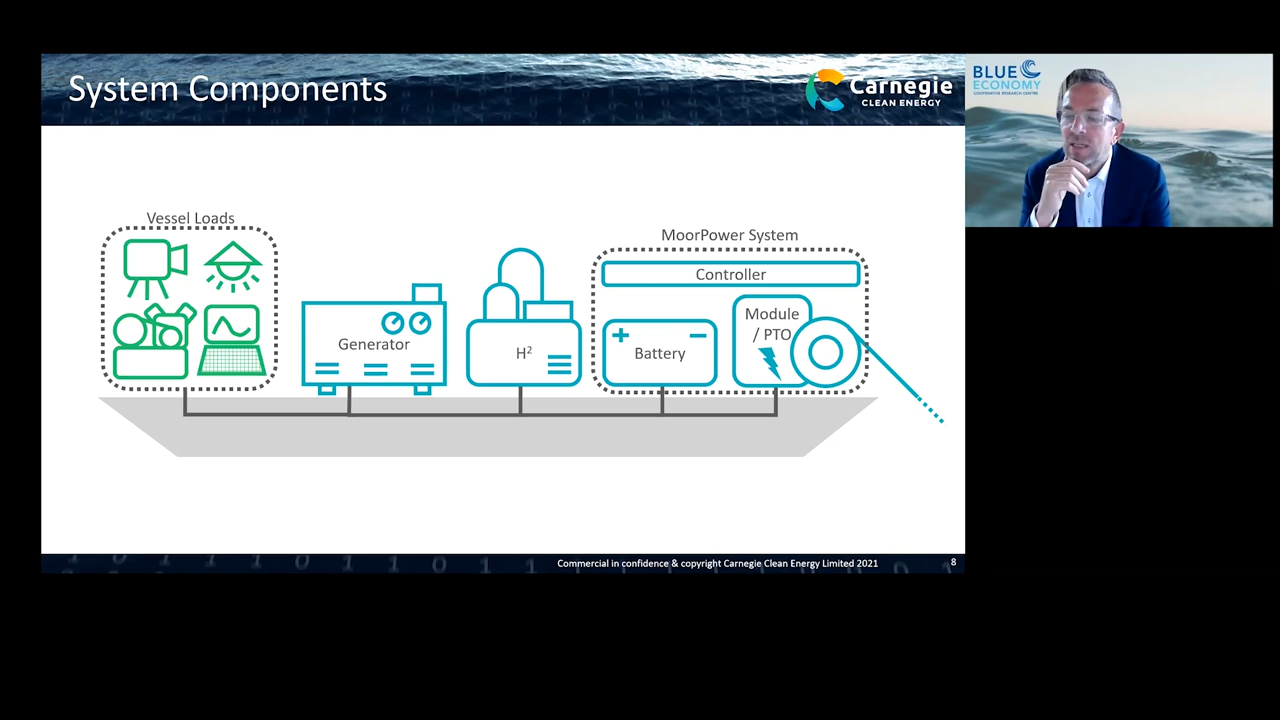 System Components
Carnegie
CLEAN ENERGY
BLUE
ECONOMY
COOPERATIVE RESEARCH CENTRE
Vessel Loads
MoorPower System
Controller
Module
/ PTO
Generator
H²
Battery
Commercial in confidence & copyright Carnegie Clean Energy Limited 2021
8